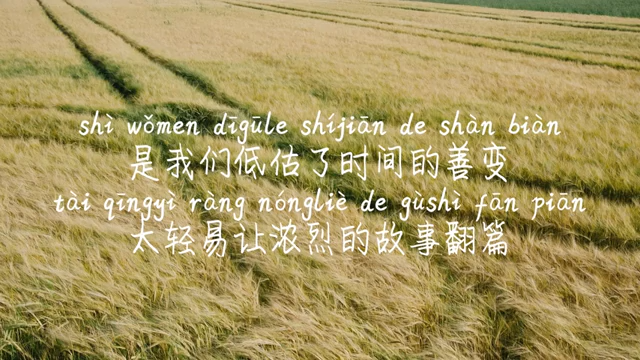 shì wǒmen dīgūle shíjiān de shàn biàn
是我们低估了时间的善变
tài qīngyì ràng nóngliè de gùshì fān piān
太轻易让浓烈的故事翻篇